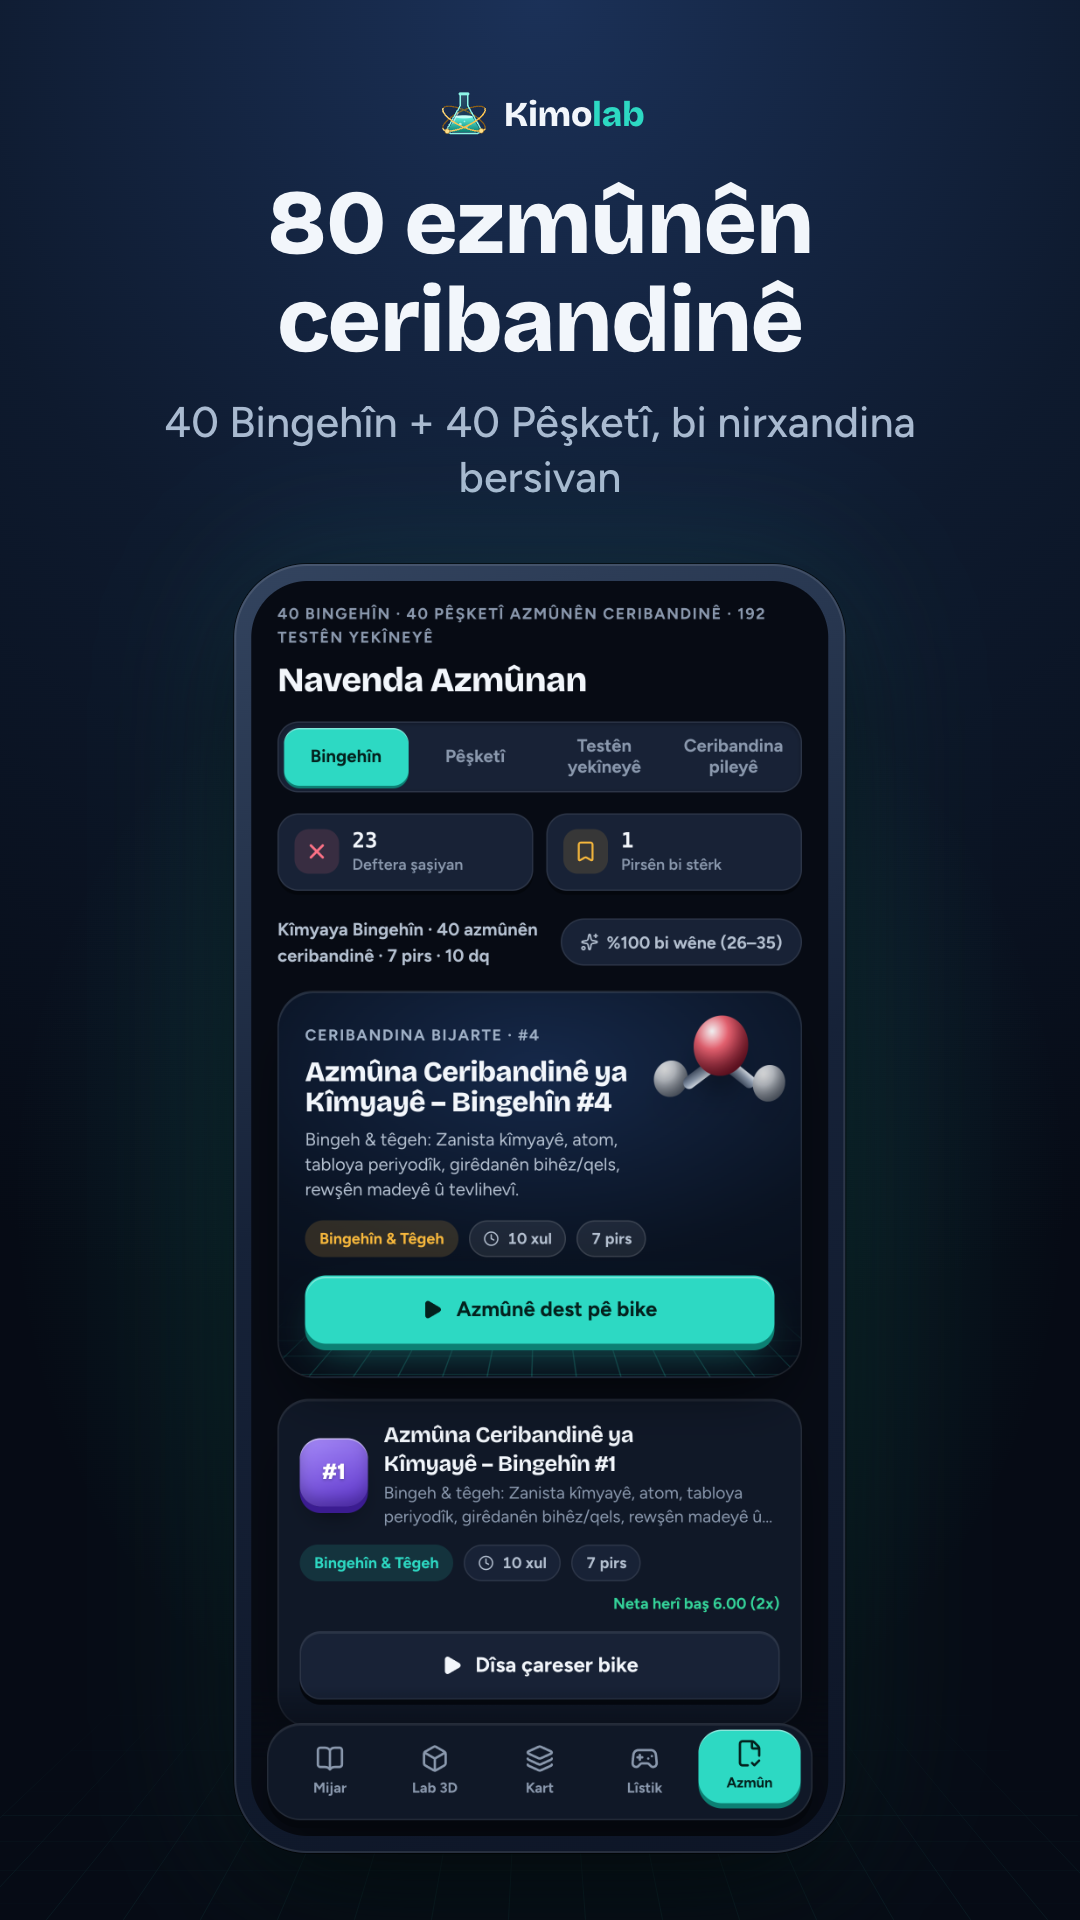 Kimolab
80 ezmûnên
ceribandinê
40 Bingehîn + 40 Pêşketî, bi nirxandina
bersivan
40 BINGEHÎN · 40 PÊŞKETÎ AZMÛNÊN CERIBANDINÊ · 192
TESTÊN YEKÎNEYÊ
Navenda Azmûnan
Bingehîn
Pêşketî
Testên
yekîneyê
Ceribandina
pileyê
23
Deftera şaşiyan
1
Pirsên bi stêrk
Kîmyaya Bingehîn · 40 azmûnên
ceribandinê · 7 pirs · 10 dq
%100 bi wêne (26–35)
CERIBANDINA BIJARTE · #4
Azmûna Ceribandinê ya
Kîmyayê – Bingehîn #4
Bingeh & têgeh: Zanista kîmyayê, atom,
tabloya periyodîk, girêdanên bihêz/qels,
rewşên madeyê û tevlihevî.
Bingehîn & Têgeh
10 xul
7 pirs
Azmûnê dest pê bike
#1
Azmûna Ceribandinê ya
Kîmyayê – Bingehîn #1
Bingeh & têgeh: Zanista kîmyayê, atom, tabloya
periyodîk, girêdanên bihêz/qels, rewşên madeyê û...
Bingehîn & Têgeh
10 xul
7 pirs
Neta herî baş 6.00 (2x)
Dîsa çareser bike
Mijar
Lab 3D
Kart
Lîstik
Azmûn